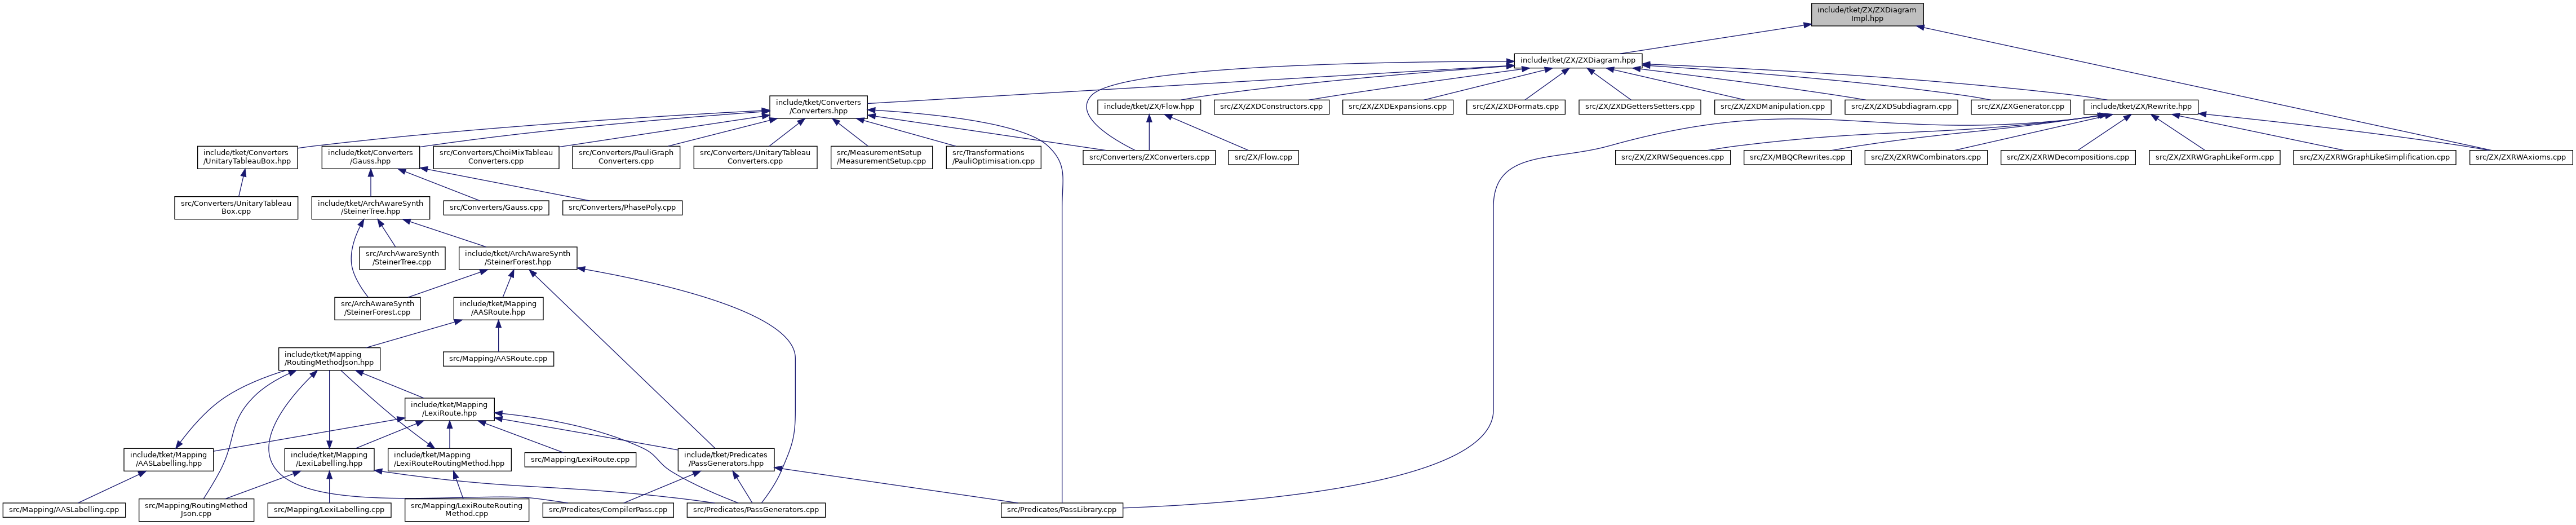 include/tket/ZX/ZXDiagram
Impl.hpp
include/tket/ZX/ZXDiagram.hpp
include/tket/Converters
/Converters.hpp
include/tket/ZX/Flow.hpp
src/ZX/ZXDConstructors.cpp
src/ZX/ZXDExpansions.cpp
src/ZX/ZXDFormats.cpp
src/ZX/ZXDGettersSetters.cpp
src/ZX/ZXDManipulation.cpp
src/ZX/ZXDSubdiagram.cpp
src/ZX/ZXGenerator.cpp
include/tket/ZX/Rewrite.hpp
include/tket/Converters
/UnitaryTableauBox.hpp
include/tket/Converters
/Gauss.hpp
src/Converters/ChoiMixTableau
Converters.cpp
src/Converters/PauliGraph
Converters.cpp
src/Converters/UnitaryTableau
Converters.cpp
src/MeasurementSetup
/MeasurementSetup.cpp
src/Transformations
/PauliOptimisation.cpp
src/Converters/ZXConverters.cpp
src/ZX/Flow.cpp
src/ZX/ZXRWSequences.cpp
src/ZX/MBQCRewrites.cpp
src/ZX/ZXRWCombinators.cpp
src/ZX/ZXRWDecompositions.cpp
src/ZX/ZXRWGraphLikeForm.cpp
src/ZX/ZXRWGraphLikeSimplification.cpp
src/ZX/ZXRWAxioms.cpp
src/Converters/UnitaryTableau
Box.cpp
include/tket/ArchAwareSynth
/SteinerTree.hpp
src/Converters/Gauss.cpp
src/Converters/PhasePoly.cpp
src/ArchAwareSynth
/SteinerTree.cpp
include/tket/ArchAwareSynth
/SteinerForest.hpp
src/ArchAwareSynth
/SteinerForest.cpp
include/tket/Mapping
/AASRoute.hpp
include/tket/Mapping
/RoutingMethodJson.hpp
src/Mapping/AASRoute.cpp
include/tket/Mapping
/LexiRoute.hpp
include/tket/Mapping
/AASLabelling.hpp
include/tket/Mapping
/LexiLabelling.hpp
include/tket/Mapping
/LexiRouteRoutingMethod.hpp
src/Mapping/LexiRoute.cpp
include/tket/Predicates
/PassGenerators.hpp
src/Mapping/AASLabelling.cpp
src/Mapping/RoutingMethod
Json.cpp
src/Mapping/LexiLabelling.cpp
src/Mapping/LexiRouteRouting
Method.cpp
src/Predicates/CompilerPass.cpp
src/Predicates/PassGenerators.cpp
src/Predicates/PassLibrary.cpp